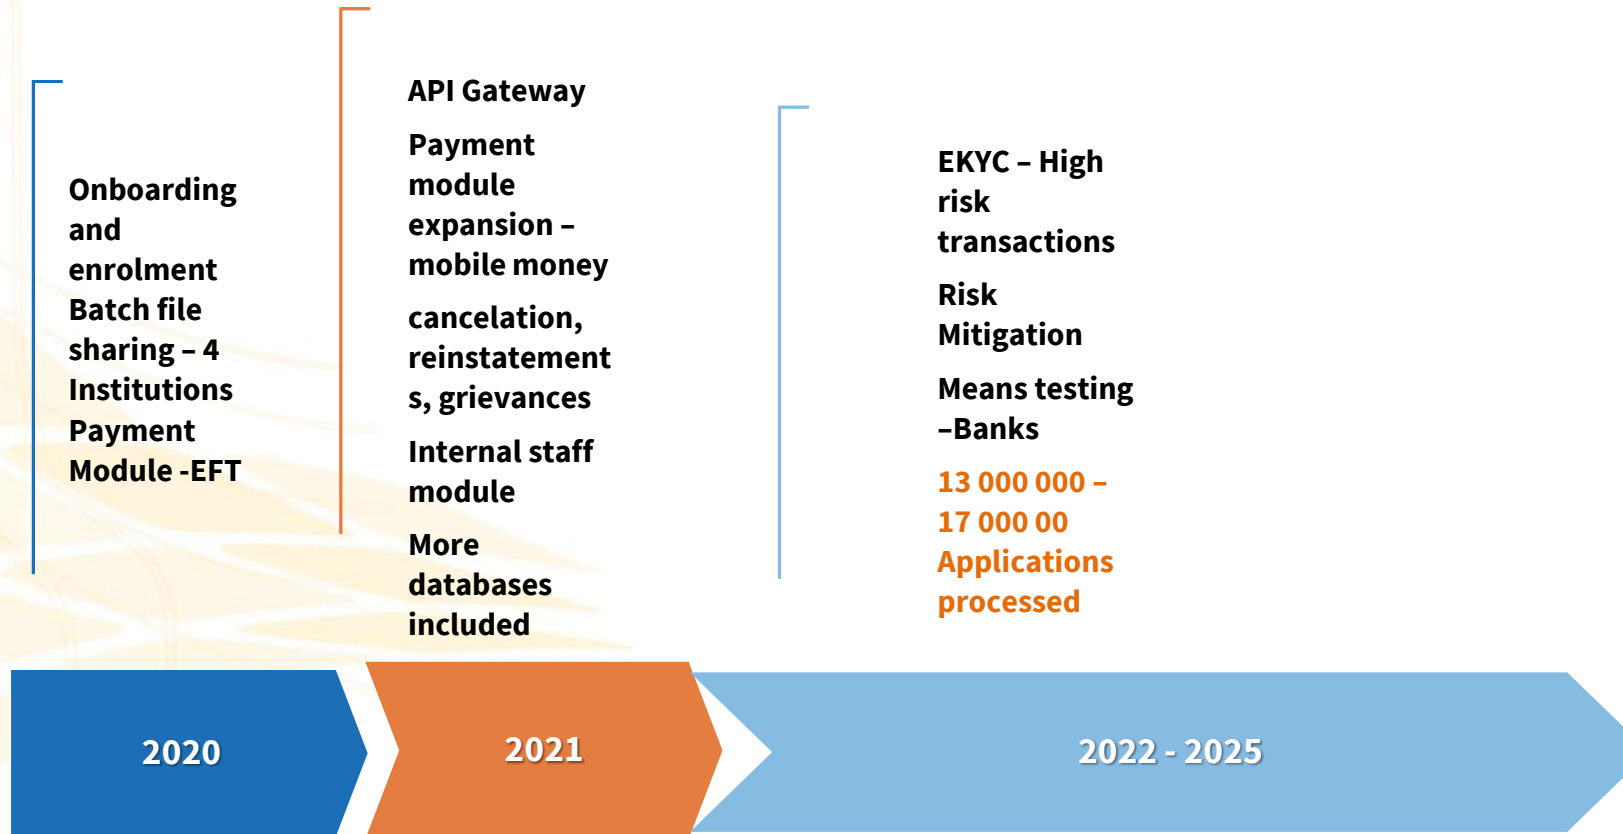 Onboarding
and
enrolment
Batch file
sharing – 4
Institutions
Payment
Module -EFT
API Gateway
Payment
module
expansion –
mobile money
cancelation,
reinstatement
s, grievances
Internal staff
module
More
databases
included
EKYC – High
risk
transactions
Risk
Mitigation
Means testing
–Banks
13 000 000 –
17 000 00
Applications
processed
2020
2021
2022 - 2025